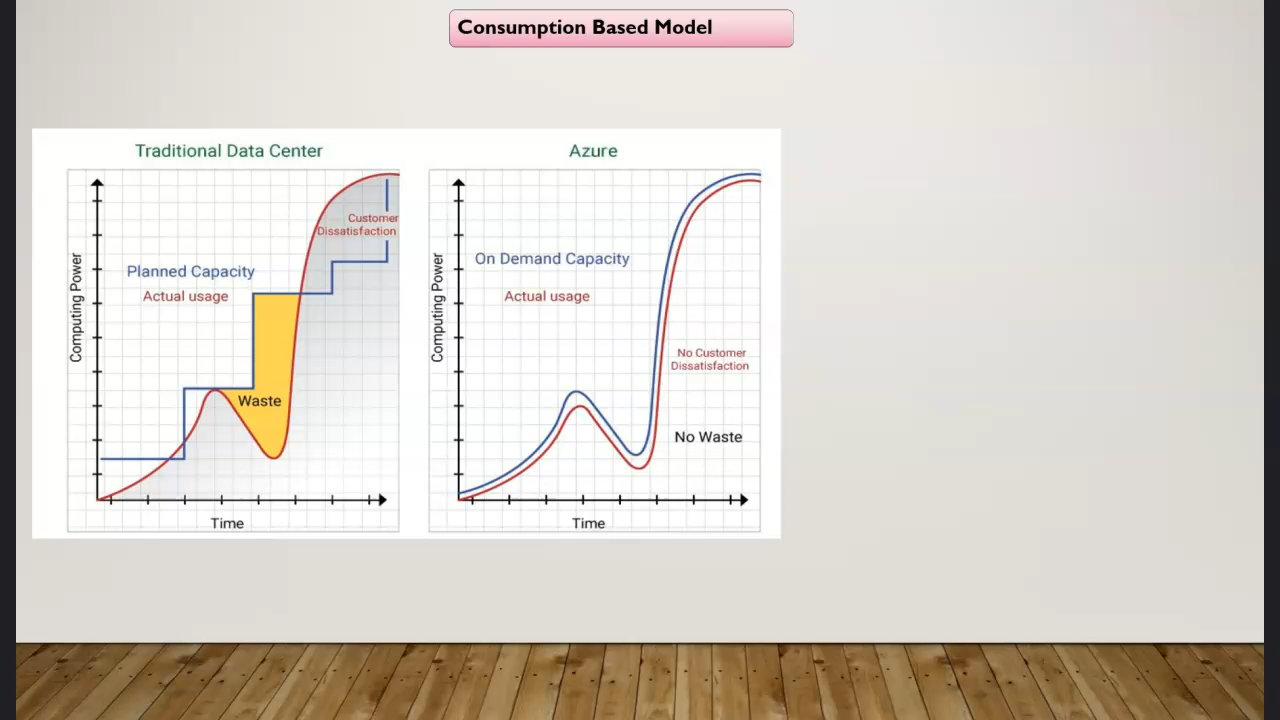 Consumption Based Model
Traditional Data Center
Computing Power
Planned Capacity
Actual usage
Customer
Dissatisfaction
Waste
Time
Azure
Computing Power
On Demand Capacity
Actual usage
No Customer
Dissatisfaction
No Waste
Time